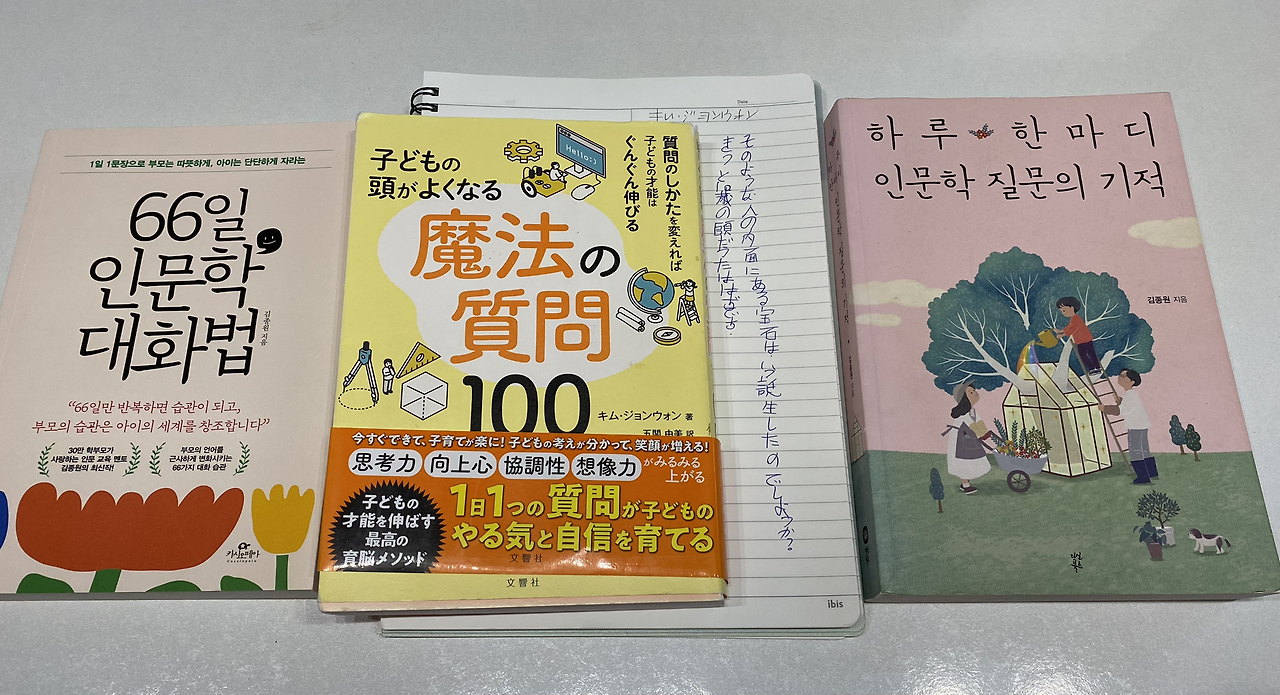 1일 1문장으로 부모는 따뜻하게, 아이는 단단하게 자라는
66일
인문학
대화법
김종원 지음
“66일만 반복하면 습관이 되고,
부모의 습관은 아이의 세계를 창조합니다”
30만 학부모가
사랑하는 인문 교육 멘토
김종원의 최신작!
부모의 언어를
근사하게 변화시키는
66가지 대화 습관
카시오페아
Cassiopeia
質問のしかたを変えれば
子どもの才能は
ぐんぐん伸びる
子どもの
頭がよくなる
Hello:)
魔法の
質問
100
キム・ジョンウォン 著
五関 由美 訳
今すぐできて、子育てが楽に!子どもの考えが分かって、笑顔が増える!
思考力 向上心 協調性 想像力 がみるみる
上がる
子どもの
才能を伸ばす
最高の
育脳メソッド
1日1つの質問が子どもの
やる気と自信を育てる
文響社
文響社
Date
キム・ジョンウォン
そのような人の内面にある宝石はいつ誕生したのでしょうか?
きっと歳の頃だったはずです。
ibis
하루 한마디
인문학 질문의 기적
김종원 지음